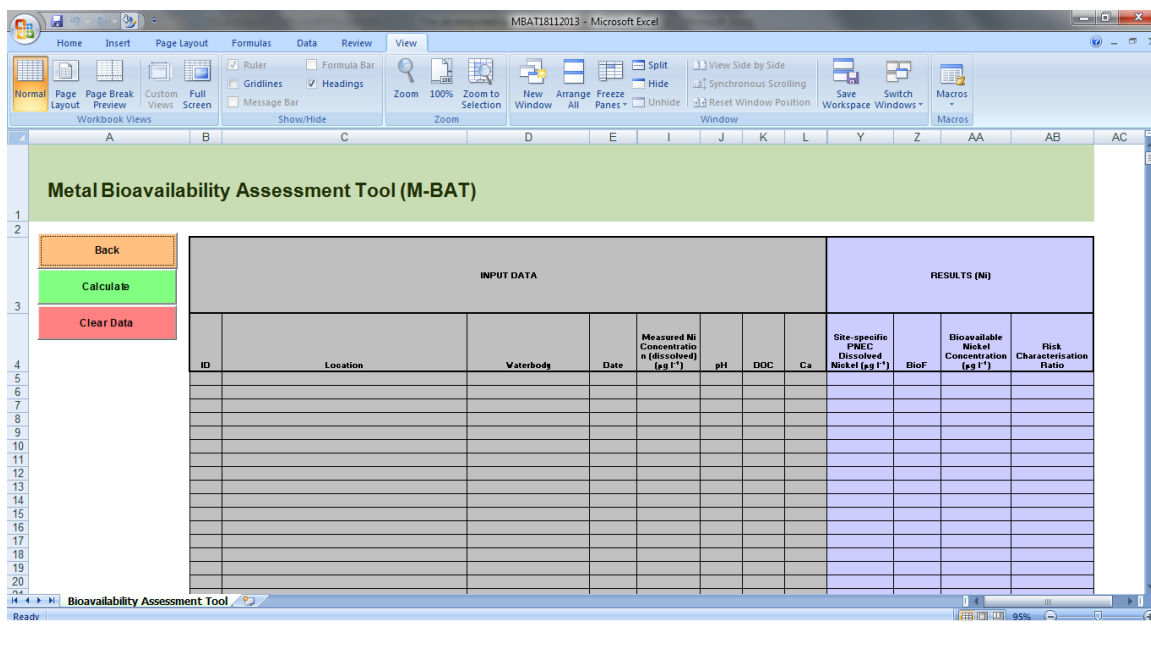 MBAT18112013 - Microsoft Excel
Home Insert Page Layout Formulas Data Review View
Ruler Formula Bar
Gridlines Headings
Message Bar
Normal Page Layout Page Break Preview Custom Views Full Screen
Zoom 100% Zoom to Selection
New Window Arrange All Freeze Panes
Split
Hide
Unhide
View Side by Side
Synchronous Scrolling
Reset Window Position
Save Workspace Switch Windows
Macros
Workbook Views Show/Hide Zoom Window Macros
A B C D E I J K L Y Z AA AB AC
Metal Bioavailability Assessment Tool (M-BAT)
1
2
Back
Calculate
Clear Data
INPUT DATA
RESULTS (Ni)
3
4
ID
Location
Waterbody
Date
Measured Ni
Concentratio
n (dissolved)
(µg l⁻¹)
pH
DOC
Ca
Site-specific
PNEC
Dissolved
Nickel (µg l⁻¹)
BioF
Bioavailable
Nickel
Concentration
(µg l⁻¹)
Risk
Characterisation
Ratio
5
6
7
8
9
10
11
12
13
14
15
16
17
18
19
20
Bioavailability Assessment Tool
Ready
95%